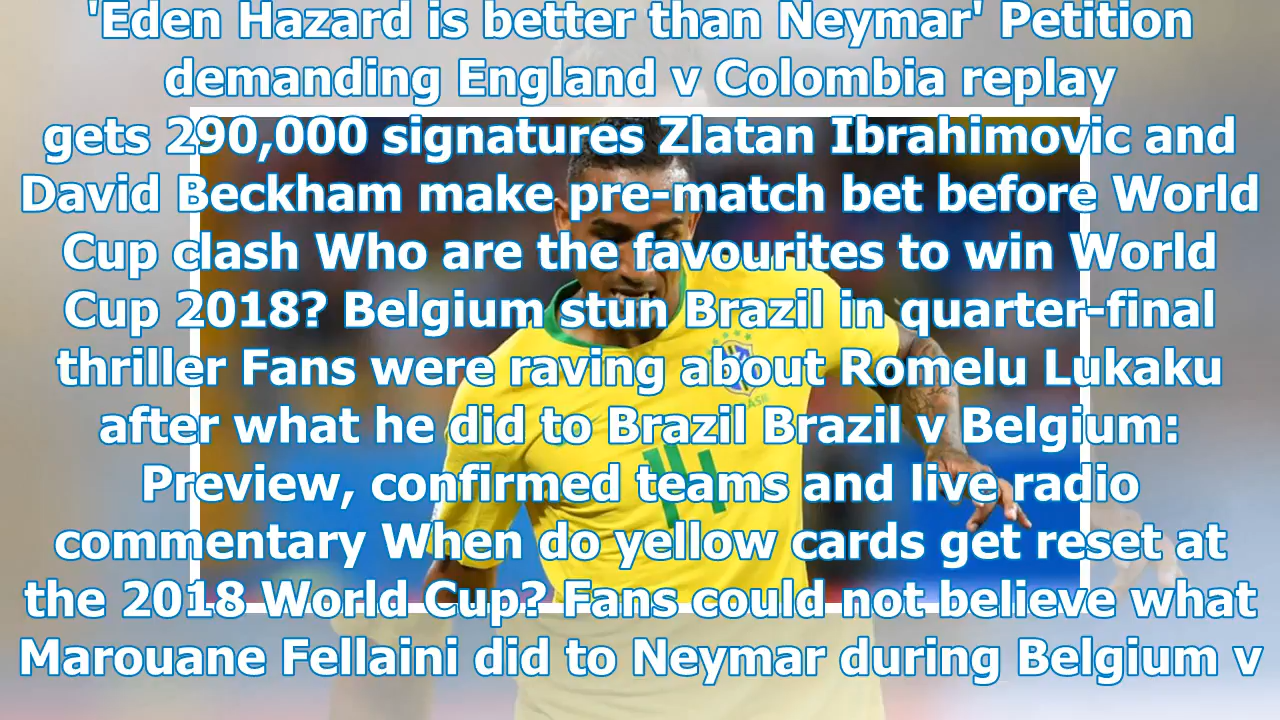 'Eden Hazard is better than Neymar' Petition
demanding England v Colombia replay
gets 290,000 signatures Zlatan Ibrahimovic and
David Beckham make pre-match bet before World
Cup clash Who are the favourites to win World
Cup 2018? Belgium stun Brazil in quarter-final
thriller Fans were raving about Romelu Lukaku
after what he did to Brazil Brazil v Belgium:
Preview, confirmed teams and live radio
commentary When do yellow cards get reset at
the 2018 World Cup? Fans could not believe what
Marouane Fellaini did to Neymar during Belgium v
14